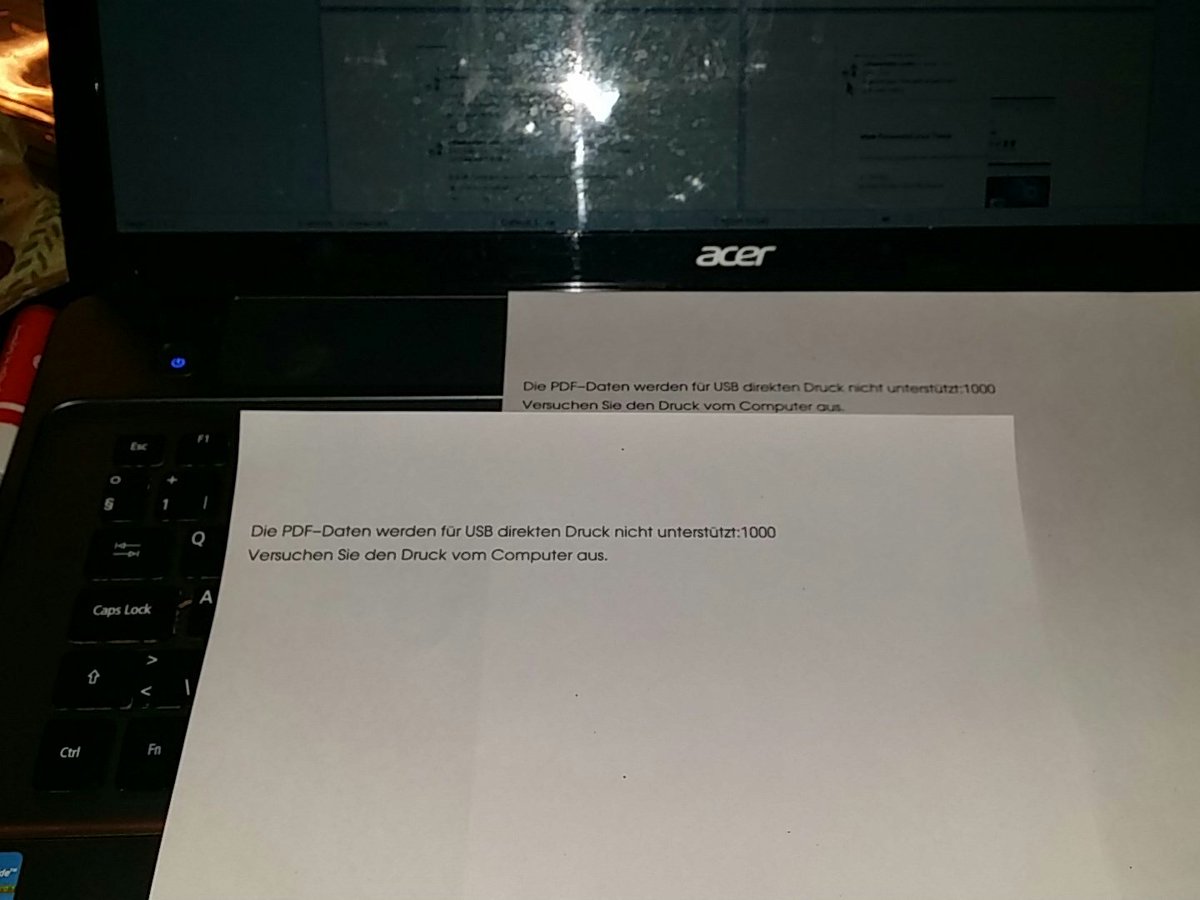 acer
Die PDF-Daten werden für USB direkten Druck nicht unterstützt:1000
Versuchen Sie den Druck vom Computer aus.
Die PDF-Daten werden für USB direkten Druck nicht unterstützt:1000
Versuchen Sie den Druck vom Computer aus.
Esc
F1
°
§
+
1 |
Q
Caps Lock
A
>
< \
Ctrl
Fn